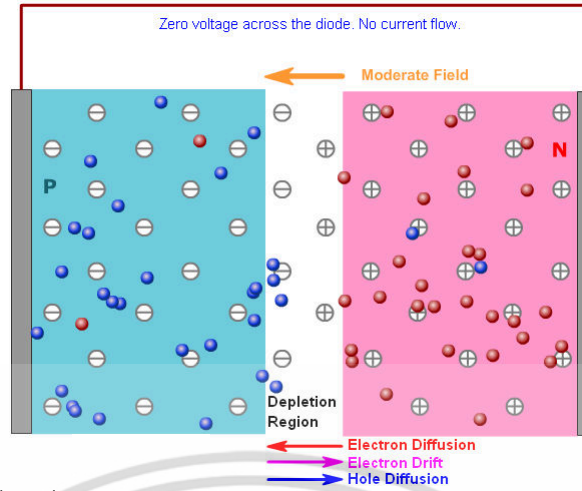 Zero voltage across the diode. No current flow.
Moderate Field
P
N
Depletion
Region
Electron Diffusion
Electron Drift
Hole Diffusion